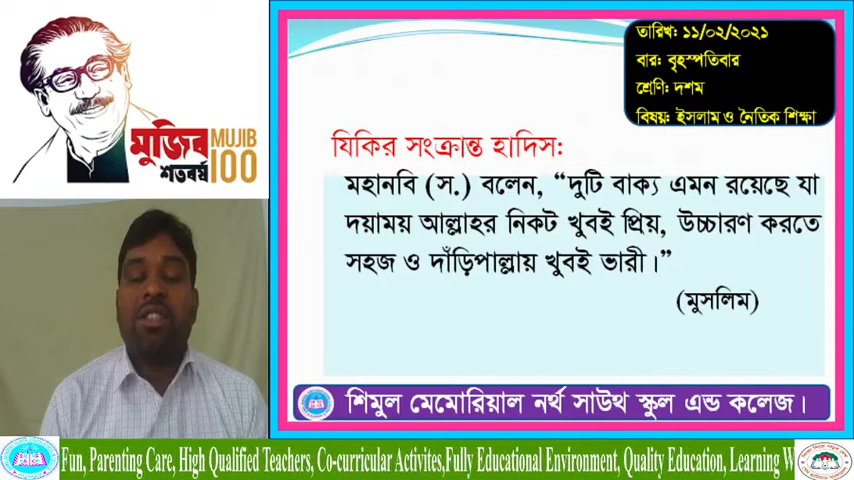 মুজিব
শতবর্ষ
MUJIB
100
তারিখ: ১১/০২/২০২১
বার: বৃহস্পতিবার
শ্রেণি: দশম
বিষয়: ইসলাম ও নৈতিক শিক্ষা
যিকির সংক্রান্ত হাদিস:
মহানবি (স.) বলেন, “দুটি বাক্য এমন রয়েছে যা
দয়াময় আল্লাহর নিকট খুবই প্রিয়, উচ্চারণ করতে
সহজ ও দাঁড়িপাল্লায় খুবই ভারী।”
(মুসলিম)
শিমুল মেমোরিয়াল নর্থ সাউথ স্কুল এন্ড কলেজ।
Fun, Parenting Care, High Qualified Teachers, Co-curricular Activites,Fully Educational Environment, Quality Education, Learning W